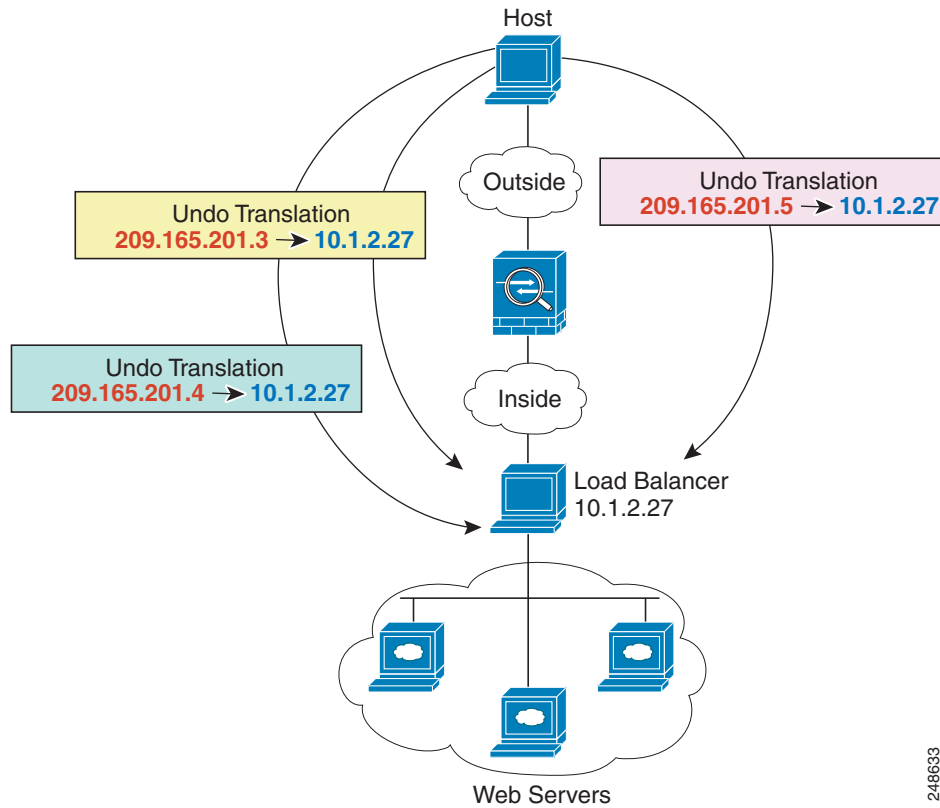 Host
Outside
Undo Translation
209.165.201.3 → 10.1.2.27
Undo Translation
209.165.201.5 → 10.1.2.27
Undo Translation
209.165.201.4 → 10.1.2.27
Inside
Load Balancer
10.1.2.27
Web Servers
248633